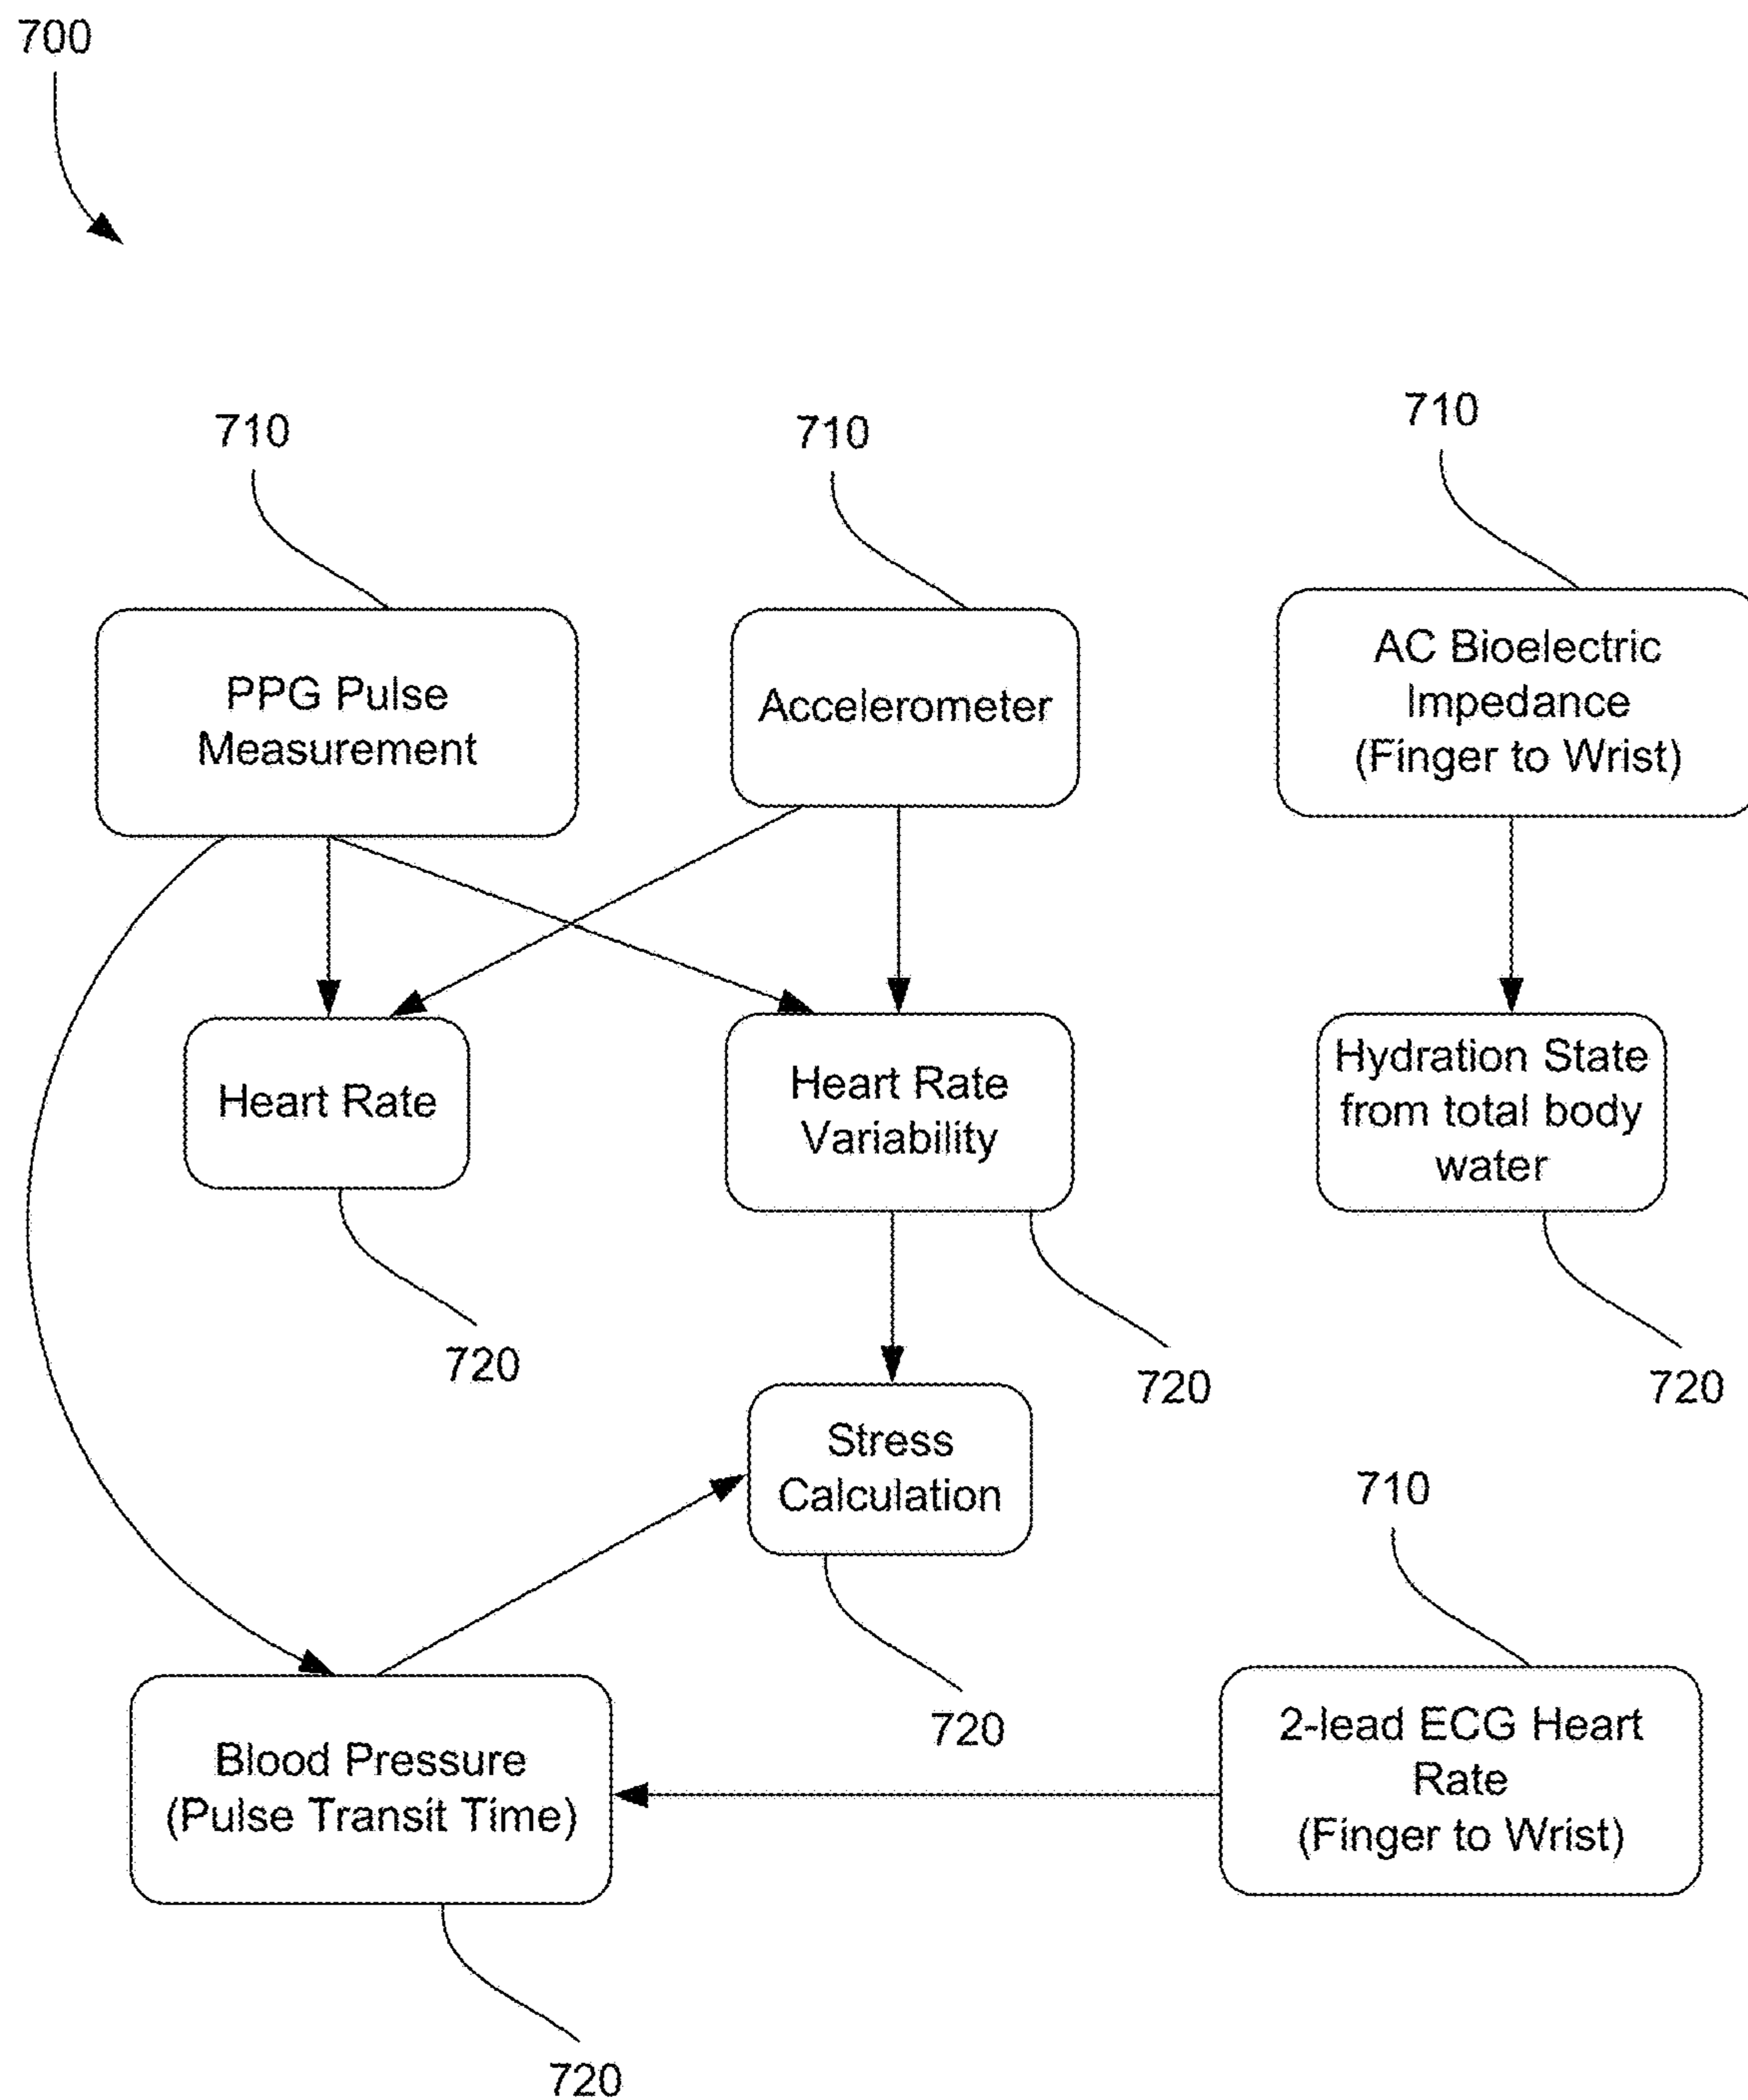 700
710
710
710
PPG Pulse
Measurement
Accelerometer
AC Bioelectric
Impedance
(Finger to Wrist)
Heart Rate
Heart Rate
Variability
Hydration State
from total body
water
720
720
720
Stress
Calculation
710
720
Blood Pressure
(Pulse Transit Time)
2-lead ECG Heart
Rate
(Finger to Wrist)
720